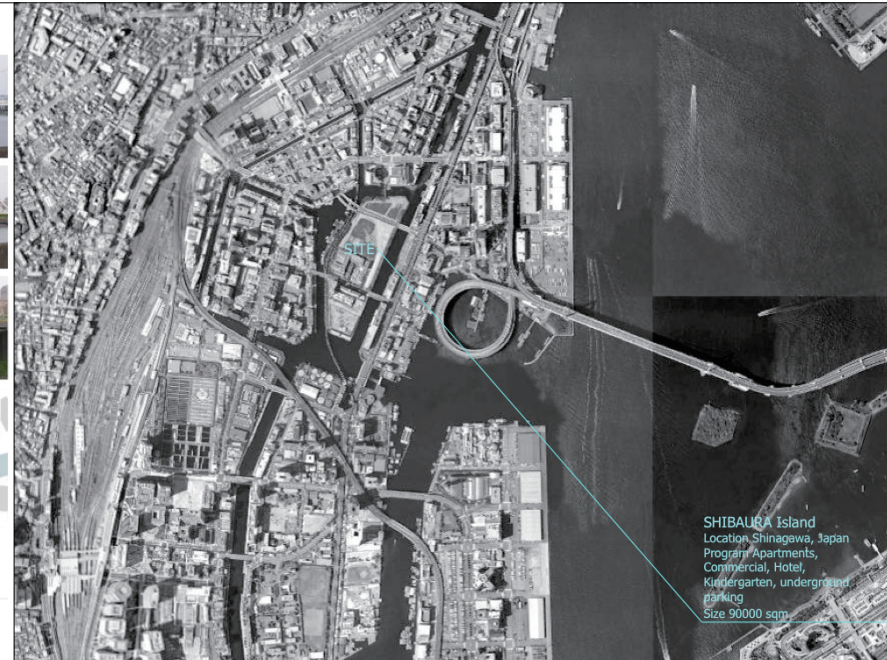 SITE
SHIBAURA Island
Location Shinagawa, Japan
Program Apartments,
Commercial, Hotel,
Kindergarten, underground
parking
Size 90000 sqm